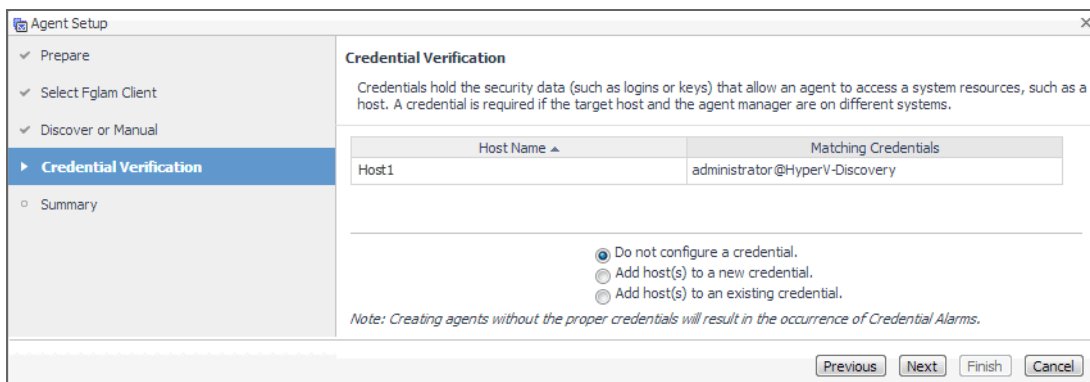 Agent Setup
Prepare
Select Fglam Client
Discover or Manual
Credential Verification
Summary
Credential Verification
Credentials hold the security data (such as logins or keys) that allow an agent to access a system resources, such as a
host. A credential is required if the target host and the agent manager are on different systems.
Host Name Matching Credentials
Host1 administrator@HyperV-Discovery
Do not configure a credential.
Add host(s) to a new credential.
Add host(s) to an existing credential.
Note: Creating agents without the proper credentials will result in the occurrence of Credential Alarms.
Previous Next Finish Cancel